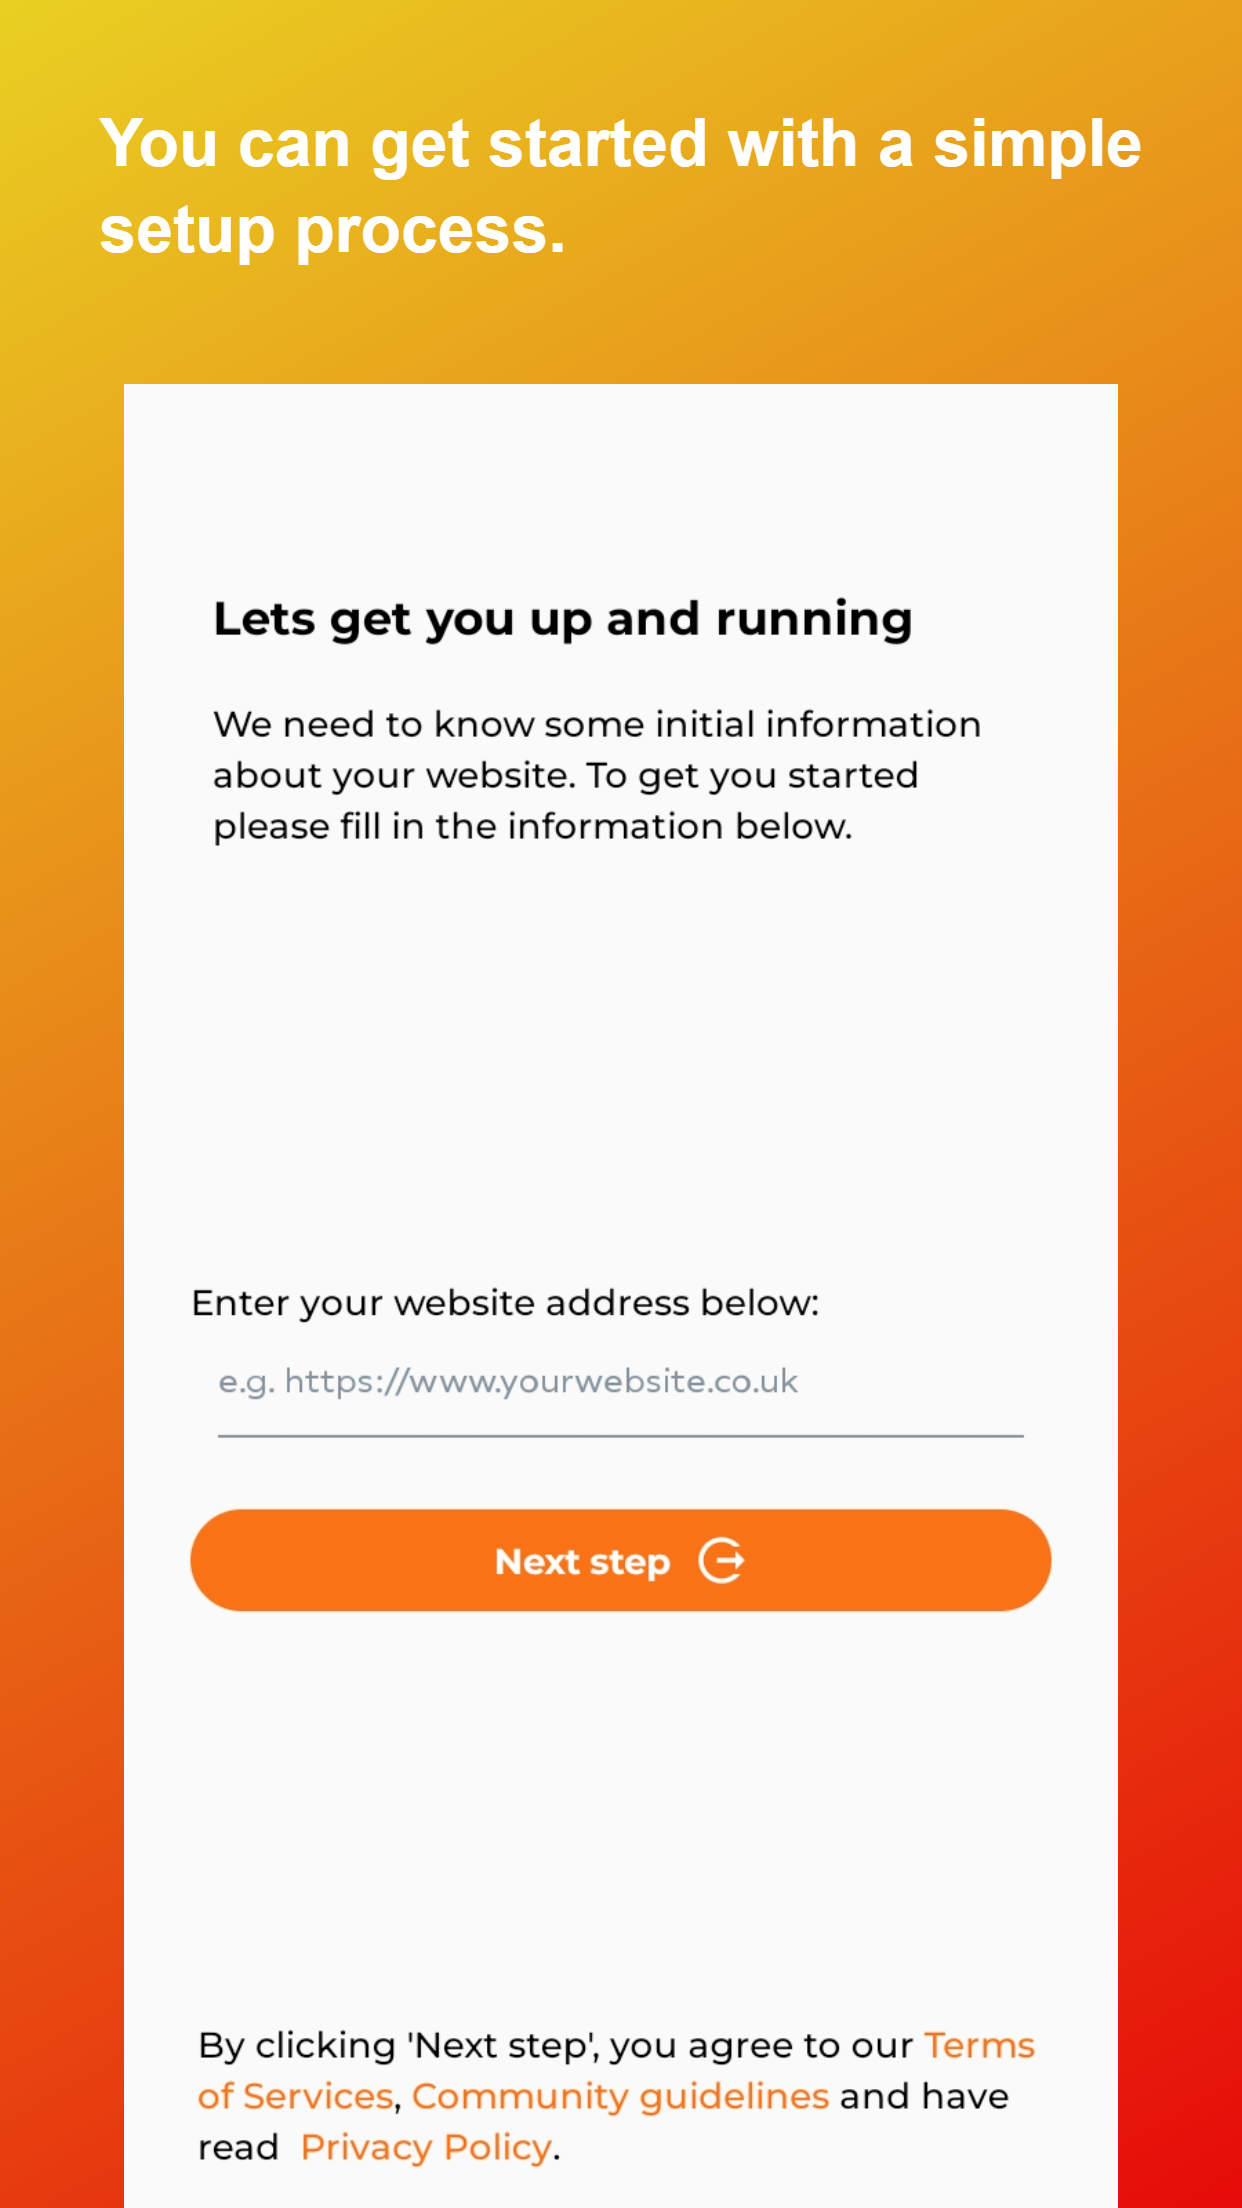 You can get started with a simple
setup process.
Lets get you up and running
We need to know some initial information
about your website. To get you started
please fill in the information below.
Enter your website address below:
e.g. https://www.yourwebsite.co.uk
Next step
By clicking 'Next step', you agree to our Terms
of Services, Community guidelines and have
read  Privacy Policy.